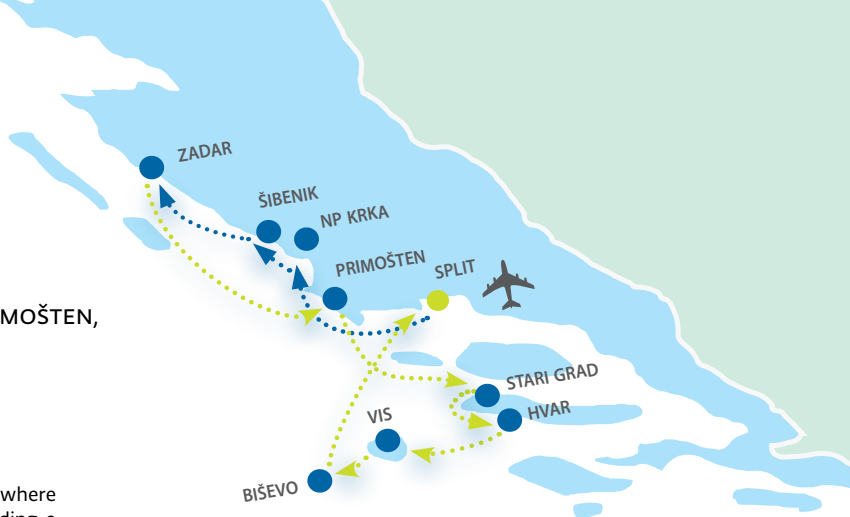 ZADAR
ŠIBENIK
NP KRKA
PRIMOŠTEN
SPLIT
MOŠTEN,
STARI GRAD
HVAR
VIS
BIŠEVO
where